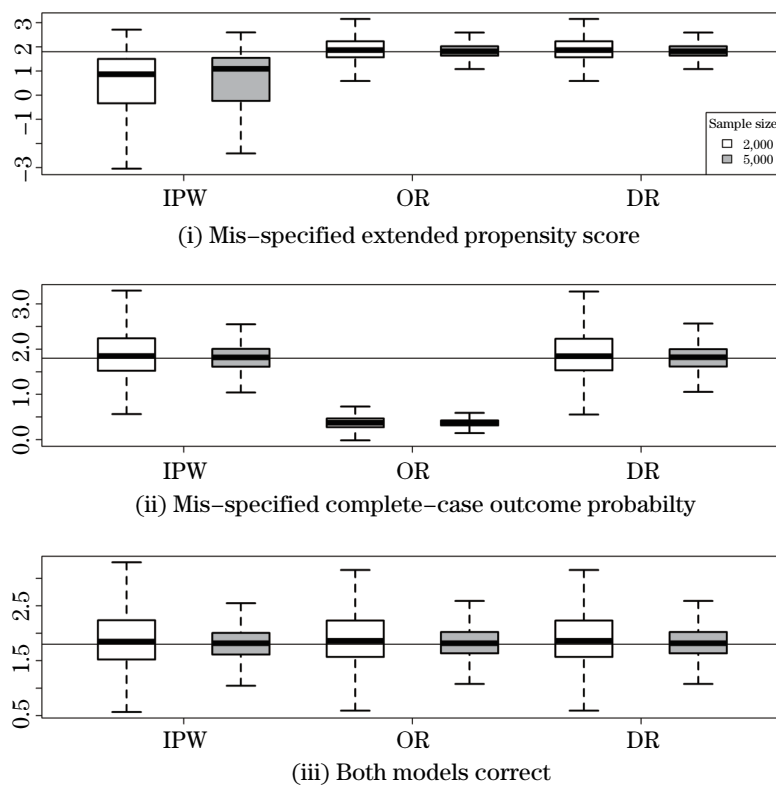 3
2
1
0
−1
−3
Sample size
2,000
5,000
IPW OR DR
(i) Mis−specified extended propensity score
3.0
2.0
1.0
0.0
IPW OR DR
(ii) Mis−specified complete−case outcome probabilty
2.5
1.5
0.5
IPW OR DR
(iii) Both models correct